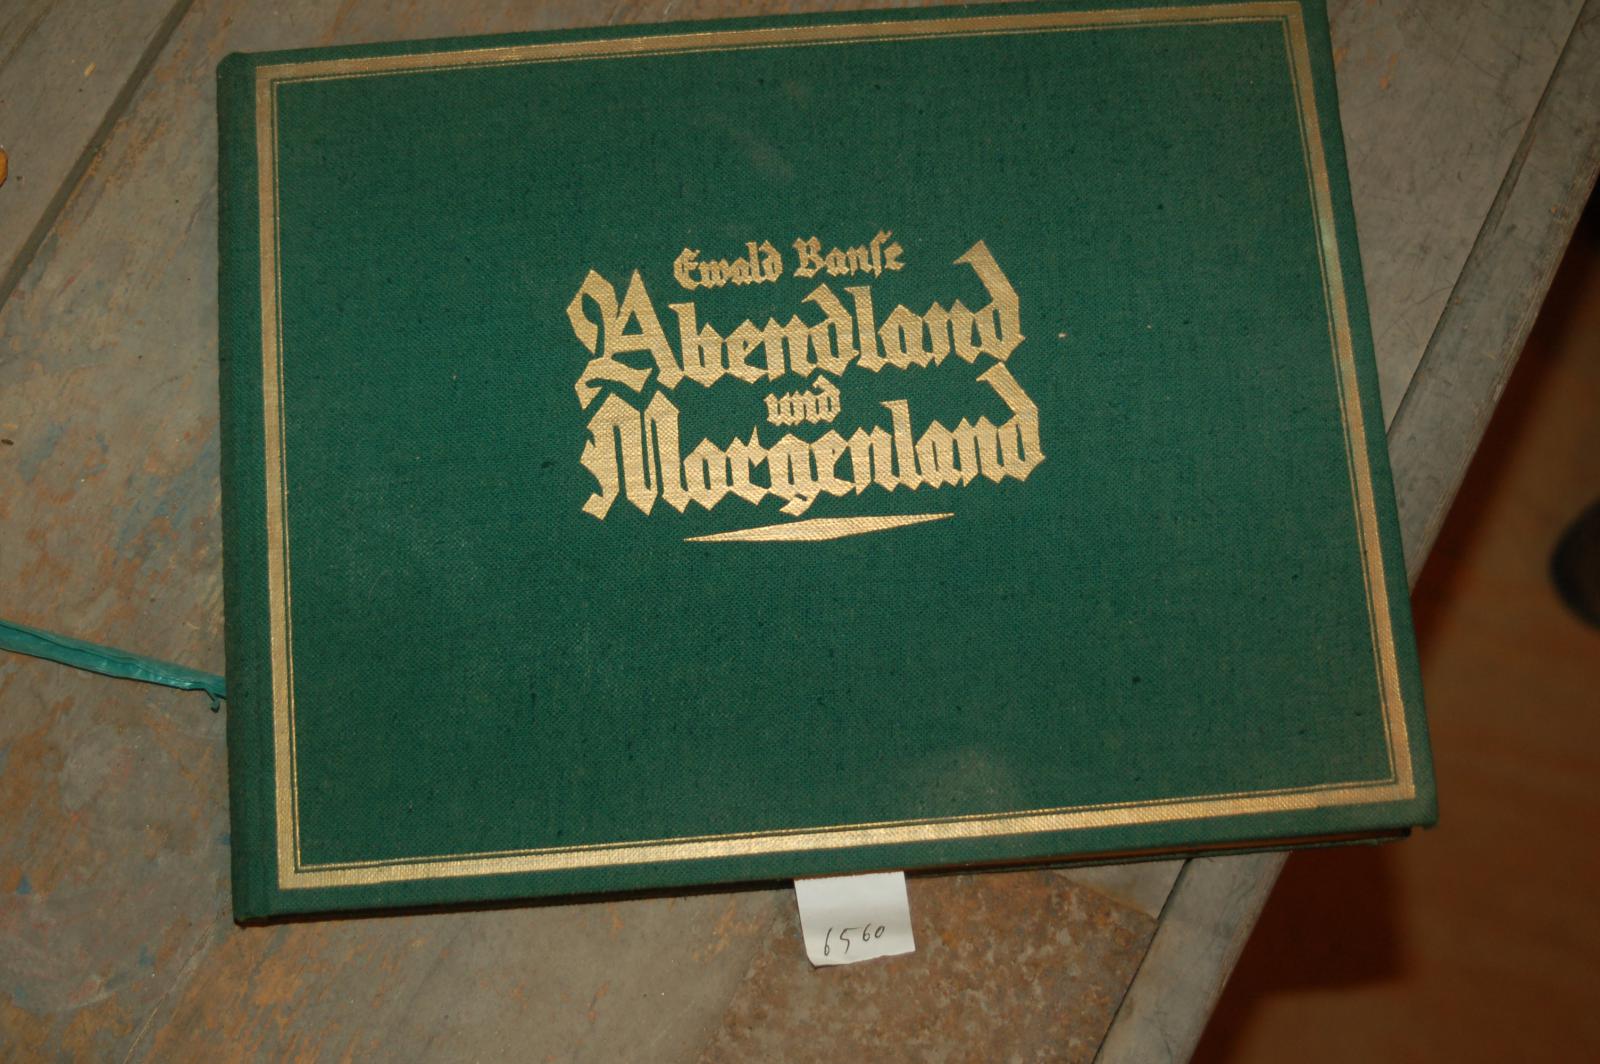 Ewald Banse
Abendland
und
Morgenland
6560